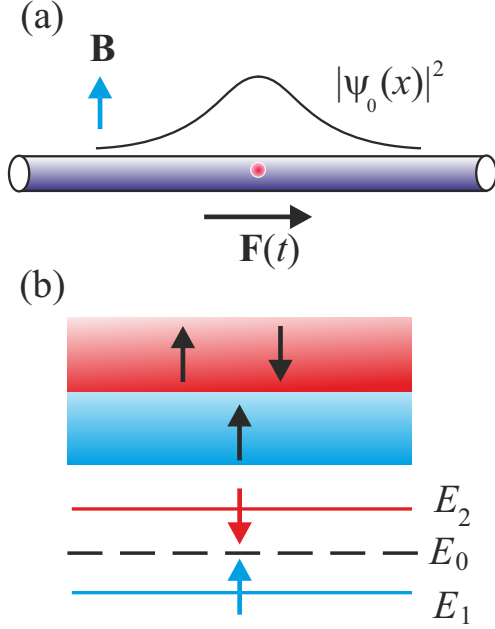 (a)
B
|ψ₀(x)|²
F(t)
(b)
E₂
E₀
E₁